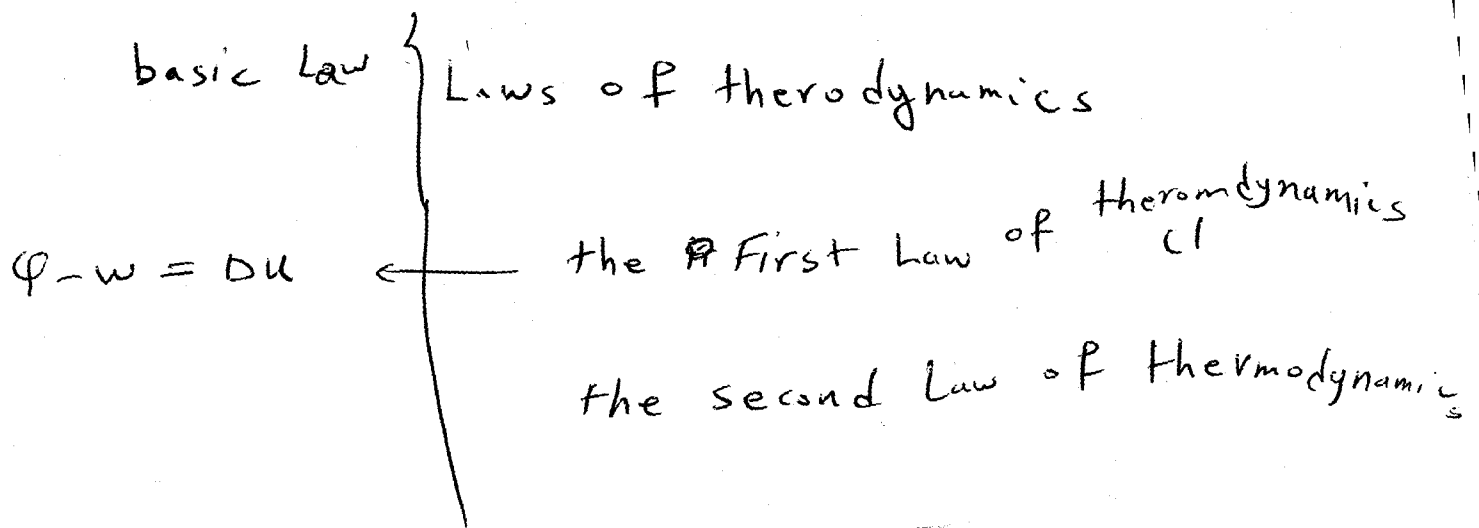 basic Law
Laws of therodynamics
the First Law of theromdynamics
φ-w = DU
the second Law of thermodynamics